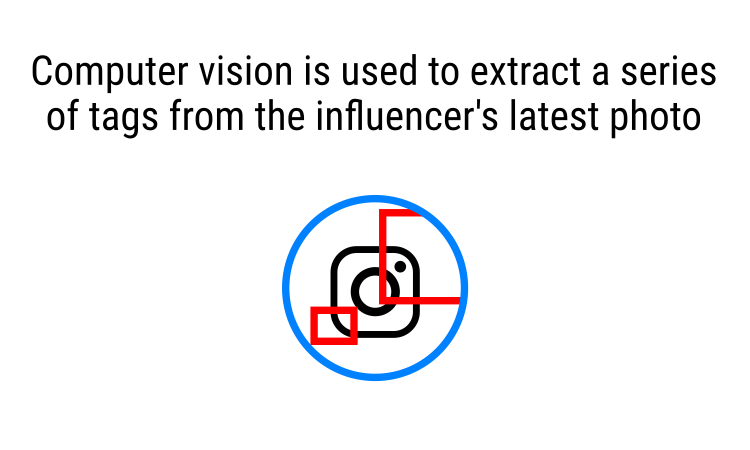 Computer vision is used to extract a series
of tags from the influencer's latest photo